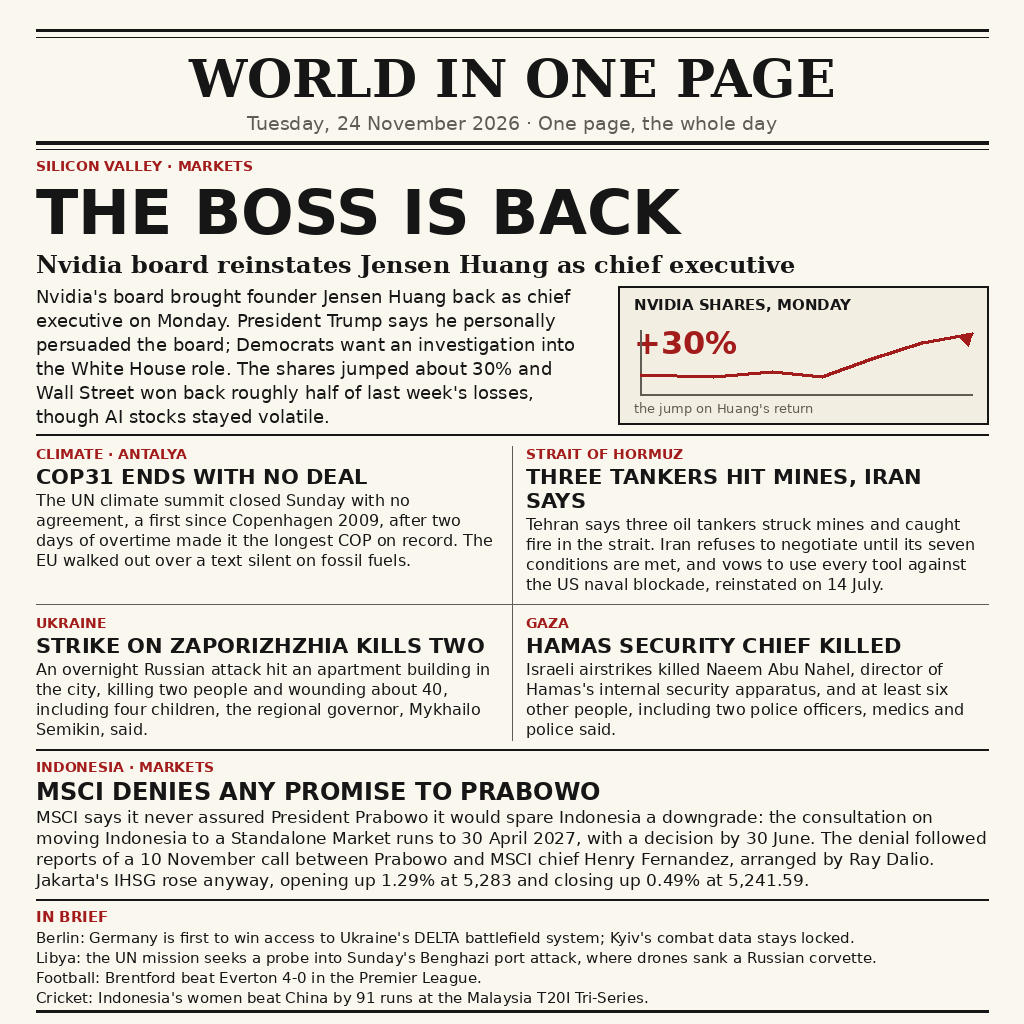 WORLD IN ONE PAGE
Tuesday, 24 November 2026 · One page, the whole day
SILICON VALLEY · MARKETS
THE BOSS IS BACK
Nvidia board reinstates Jensen Huang as chief executive
Nvidia's board brought founder Jensen Huang back as chief
executive on Monday. President Trump says he personally
persuaded the board; Democrats want an investigation into
the White House role. The shares jumped about 30% and
Wall Street won back roughly half of last week's losses,
though AI stocks stayed volatile.
NVIDIA SHARES, MONDAY
+30%
the jump on Huang's return
CLIMATE · ANTALYA
COP31 ENDS WITH NO DEAL
The UN climate summit closed Sunday with no
agreement, a first since Copenhagen 2009, after two
days of overtime made it the longest COP on record. The
EU walked out over a text silent on fossil fuels.
STRAIT OF HORMUZ
THREE TANKERS HIT MINES, IRAN
SAYS
Tehran says three oil tankers struck mines and caught
fire in the strait. Iran refuses to negotiate until its seven
conditions are met, and vows to use every tool against
the US naval blockade, reinstated on 14 July.
UKRAINE
STRIKE ON ZAPORIZHZHIA KILLS TWO
An overnight Russian attack hit an apartment building in
the city, killing two people and wounding about 40,
including four children, the regional governor, Mykhailo
Semikin, said.
GAZA
HAMAS SECURITY CHIEF KILLED
Israeli airstrikes killed Naeem Abu Nahel, director of
Hamas's internal security apparatus, and at least six
other people, including two police officers, medics and
police said.
INDONESIA · MARKETS
MSCI DENIES ANY PROMISE TO PRABOWO
MSCI says it never assured President Prabowo it would spare Indonesia a downgrade: the consultation on
moving Indonesia to a Standalone Market runs to 30 April 2027, with a decision by 30 June. The denial followed
reports of a 10 November call between Prabowo and MSCI chief Henry Fernandez, arranged by Ray Dalio.
Jakarta's IHSG rose anyway, opening up 1.29% at 5,283 and closing up 0.49% at 5,241.59.
IN BRIEF
Berlin: Germany is first to win access to Ukraine's DELTA battlefield system; Kyiv's combat data stays locked.
Libya: the UN mission seeks a probe into Sunday's Benghazi port attack, where drones sank a Russian corvette.
Football: Brentford beat Everton 4-0 in the Premier League.
Cricket: Indonesia's women beat China by 91 runs at the Malaysia T20I Tri-Series.